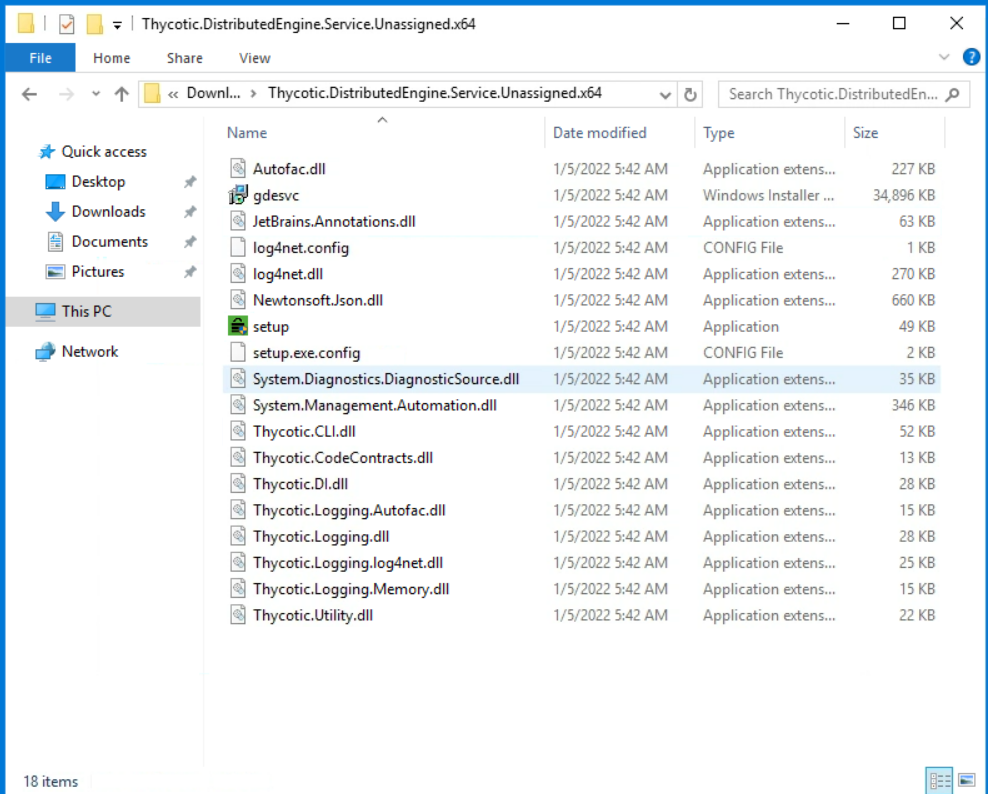 Thycotic.DistributedEngine.Service.Unassigned.x64
File Home Share View ?
« Downl... > Thycotic.DistributedEngine.Service.Unassigned.x64 Search Thycotic.DistributedEn...
Quick access
Desktop
Downloads
Documents
Pictures
This PC
Network
Name Date modified Type Size
Autofac.dll 1/5/2022 5:42 AM Application extens... 227 KB
gdesvc 1/5/2022 5:42 AM Windows Installer ... 34,896 KB
JetBrains.Annotations.dll 1/5/2022 5:42 AM Application extens... 63 KB
log4net.config 1/5/2022 5:42 AM CONFIG File 1 KB
log4net.dll 1/5/2022 5:42 AM Application extens... 270 KB
Newtonsoft.Json.dll 1/5/2022 5:42 AM Application extens... 660 KB
setup 1/5/2022 5:42 AM Application 49 KB
setup.exe.config 1/5/2022 5:42 AM CONFIG File 2 KB
System.Diagnostics.DiagnosticSource.dll 1/5/2022 5:42 AM Application extens... 35 KB
System.Management.Automation.dll 1/5/2022 5:42 AM Application extens... 346 KB
Thycotic.CLI.dll 1/5/2022 5:42 AM Application extens... 52 KB
Thycotic.CodeContracts.dll 1/5/2022 5:42 AM Application extens... 13 KB
Thycotic.DI.dll 1/5/2022 5:42 AM Application extens... 28 KB
Thycotic.Logging.Autofac.dll 1/5/2022 5:42 AM Application extens... 15 KB
Thycotic.Logging.dll 1/5/2022 5:42 AM Application extens... 28 KB
Thycotic.Logging.log4net.dll 1/5/2022 5:42 AM Application extens... 25 KB
Thycotic.Logging.Memory.dll 1/5/2022 5:42 AM Application extens... 15 KB
Thycotic.Utility.dll 1/5/2022 5:42 AM Application extens... 22 KB
18 items